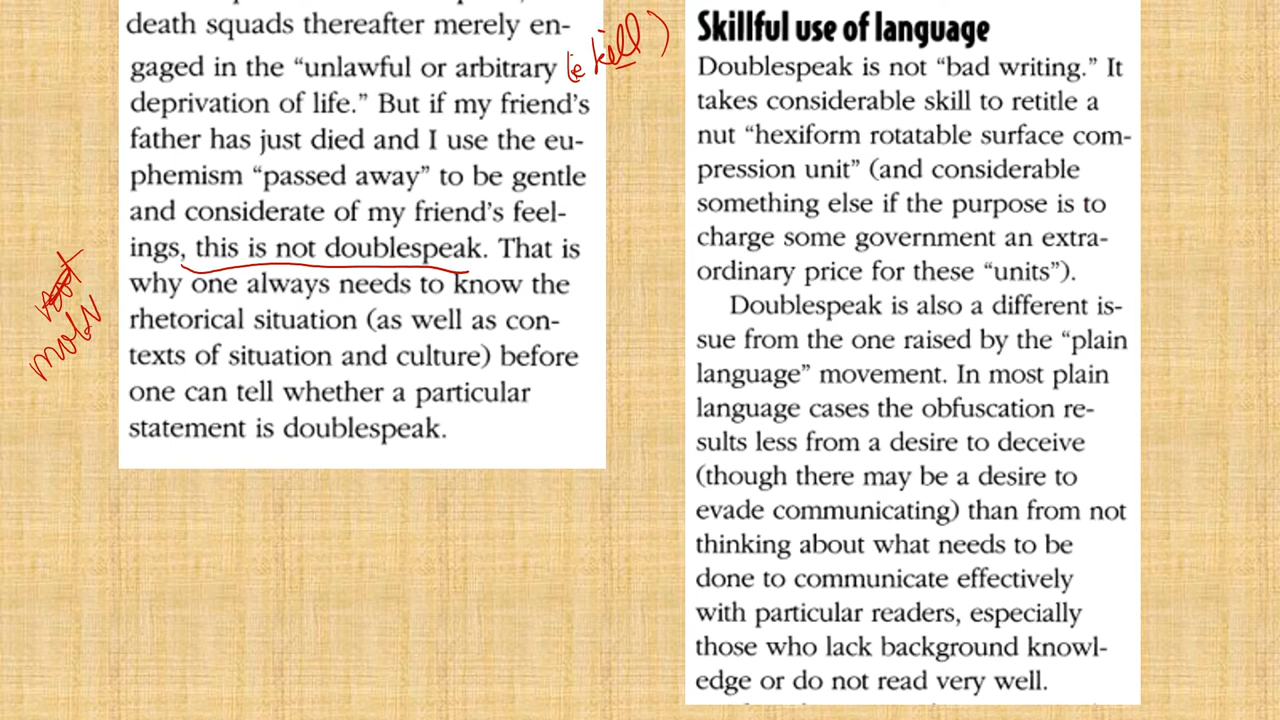 death squads thereafter merely en-
gaged in the “unlawful or arbitrary (ie kill)
deprivation of life.” But if my friend’s
father has just died and I use the eu-
phemism “passed away” to be gentle
and considerate of my friend’s feel-
ings, this is not doublespeak. That is
why one always needs to know the
rhetorical situation (as well as con-
texts of situation and culture) before
one can tell whether a particular
statement is doublespeak.
Skillful use of language
Doublespeak is not “bad writing.” It
takes considerable skill to retitle a
nut “hexiform rotatable surface com-
pression unit” (and considerable
something else if the purpose is to
charge some government an extra-
ordinary price for these “units”).
Doublespeak is also a different is-
sue from the one raised by the “plain
language” movement. In most plain
language cases the obfuscation re-
sults less from a desire to deceive
(though there may be a desire to
evade communicating) than from not
thinking about what needs to be
done to communicate effectively
with particular readers, especially
those who lack background knowl-
edge or do not read very well.